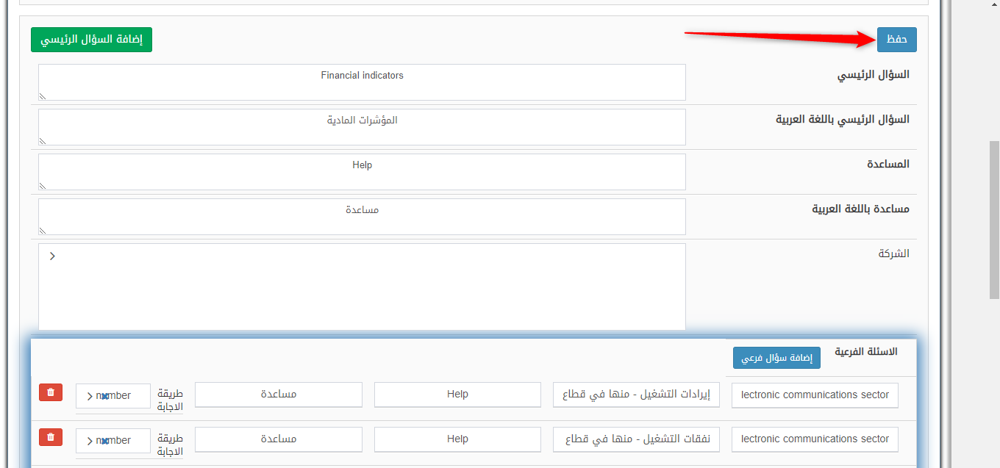 حفظ
إضافة السؤال الرئيسي
السؤال الرئيسي
Financial indicators
السؤال الرئيسي باللغة العربية
المؤشرات المادية
المساعدة
Help
مساعدة باللغة العربية
مساعدة
الشركة
الاسئلة الفرعية
إضافة سؤال فرعي
lectronic communications sector
إيرادات التشغيل - منها في قطاع
Help
مساعدة
طريقة
الاجابة
number
lectronic communications sector
نفقات التشغيل - منها في قطاع
Help
مساعدة
طريقة
الاجابة
number